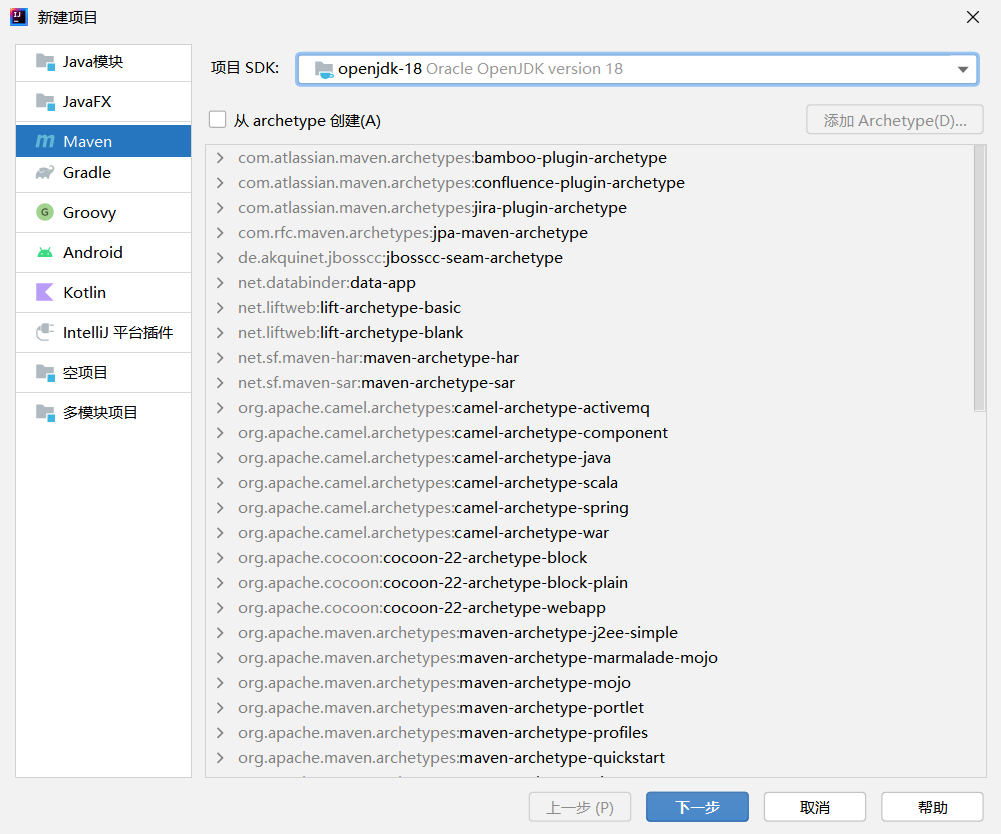 新建项目
Java模块
JavaFX
Maven
Gradle
Groovy
Android
Kotlin
IntelliJ 平台插件
空项目
多模块项目
项目 SDK: openjdk-18 Oracle OpenJDK version 18
从 archetype 创建(A)
添加 Archetype(D)...
com.atlassian.maven.archetypes:bamboo-plugin-archetype
com.atlassian.maven.archetypes:confluence-plugin-archetype
com.atlassian.maven.archetypes:jira-plugin-archetype
com.rfc.maven.archetypes:jpa-maven-archetype
de.akquinet.jbosscc:jbosscc-seam-archetype
net.databinder:data-app
net.liftweb:lift-archetype-basic
net.liftweb:lift-archetype-blank
net.sf.maven-har:maven-archetype-har
net.sf.maven-sar:maven-archetype-sar
org.apache.camel.archetypes:camel-archetype-activemq
org.apache.camel.archetypes:camel-archetype-component
org.apache.camel.archetypes:camel-archetype-java
org.apache.camel.archetypes:camel-archetype-scala
org.apache.camel.archetypes:camel-archetype-spring
org.apache.camel.archetypes:camel-archetype-war
org.apache.cocoon:cocoon-22-archetype-block
org.apache.cocoon:cocoon-22-archetype-block-plain
org.apache.cocoon:cocoon-22-archetype-webapp
org.apache.maven.archetypes:maven-archetype-j2ee-simple
org.apache.maven.archetypes:maven-archetype-marmalade-mojo
org.apache.maven.archetypes:maven-archetype-mojo
org.apache.maven.archetypes:maven-archetype-portlet
org.apache.maven.archetypes:maven-archetype-profiles
org.apache.maven.archetypes:maven-archetype-quickstart
上一步 (P)
下一步
取消
帮助